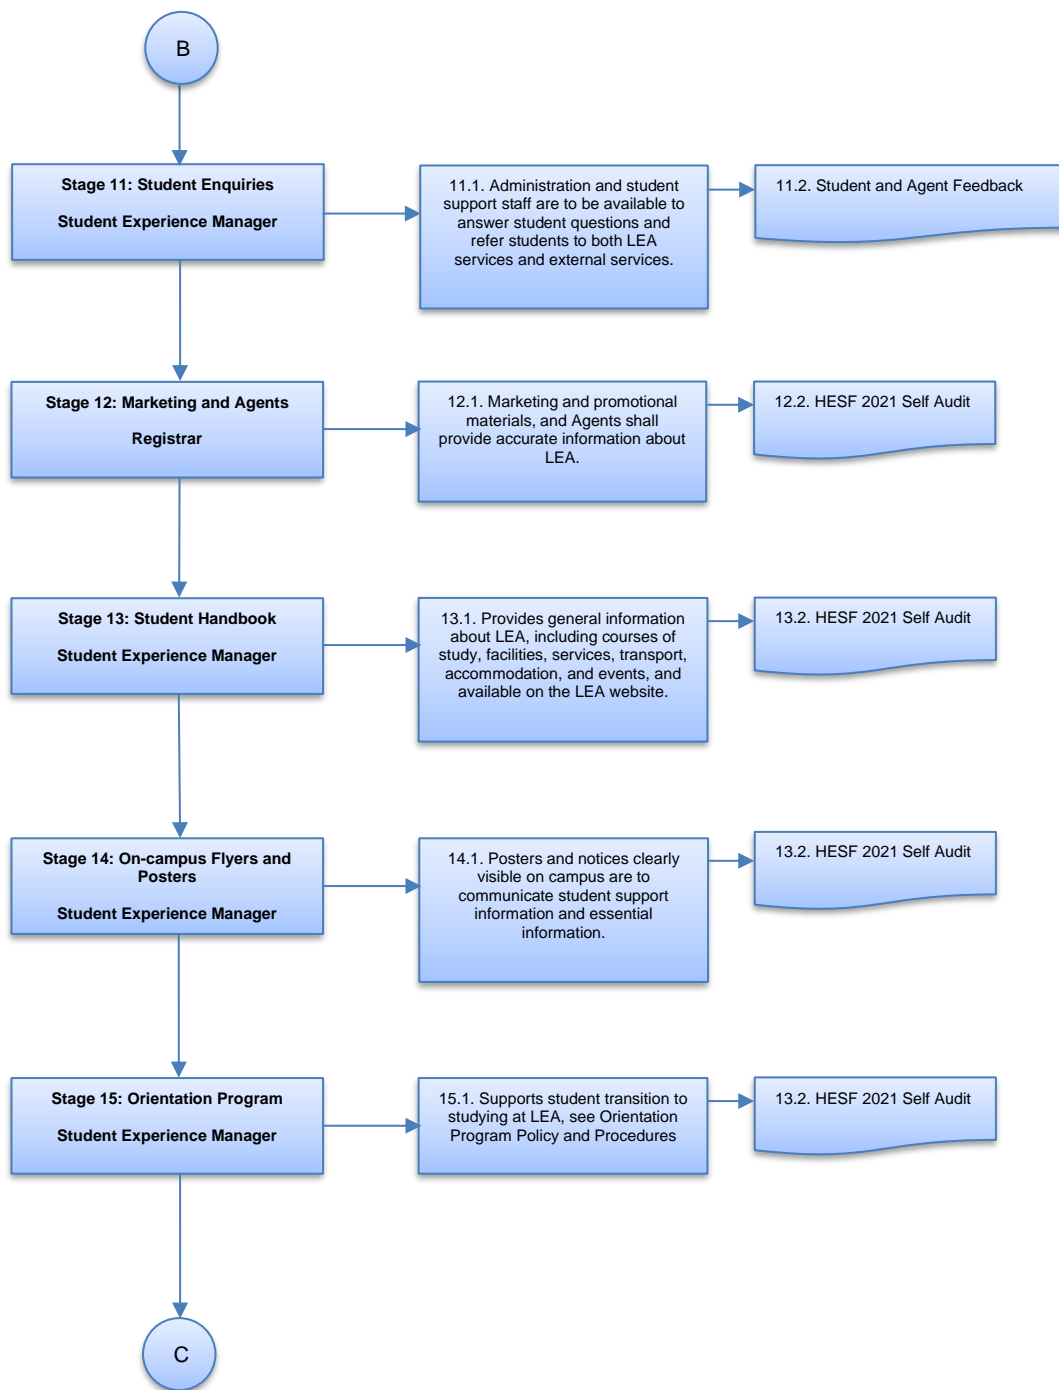 B
Stage 11: Student Enquiries
Student Experience Manager
11.1. Administration and student
support staff are to be available to
answer student questions and
refer students to both LEA
services and external services.
11.2. Student and Agent Feedback
Stage 12: Marketing and Agents
Registrar
12.1. Marketing and promotional
materials, and Agents shall
provide accurate information about
LEA.
12.2. HESF 2021 Self Audit
Stage 13: Student Handbook
Student Experience Manager
13.1. Provides general information
about LEA, including courses of
study, facilities, services, transport,
accommodation, and events, and
available on the LEA website.
13.2. HESF 2021 Self Audit
Stage 14: On-campus Flyers and
Posters
Student Experience Manager
14.1. Posters and notices clearly
visible on campus are to
communicate student support
information and essential
information.
13.2. HESF 2021 Self Audit
Stage 15: Orientation Program
Student Experience Manager
15.1. Supports student transition to
studying at LEA, see Orientation
Program Policy and Procedures
13.2. HESF 2021 Self Audit
C